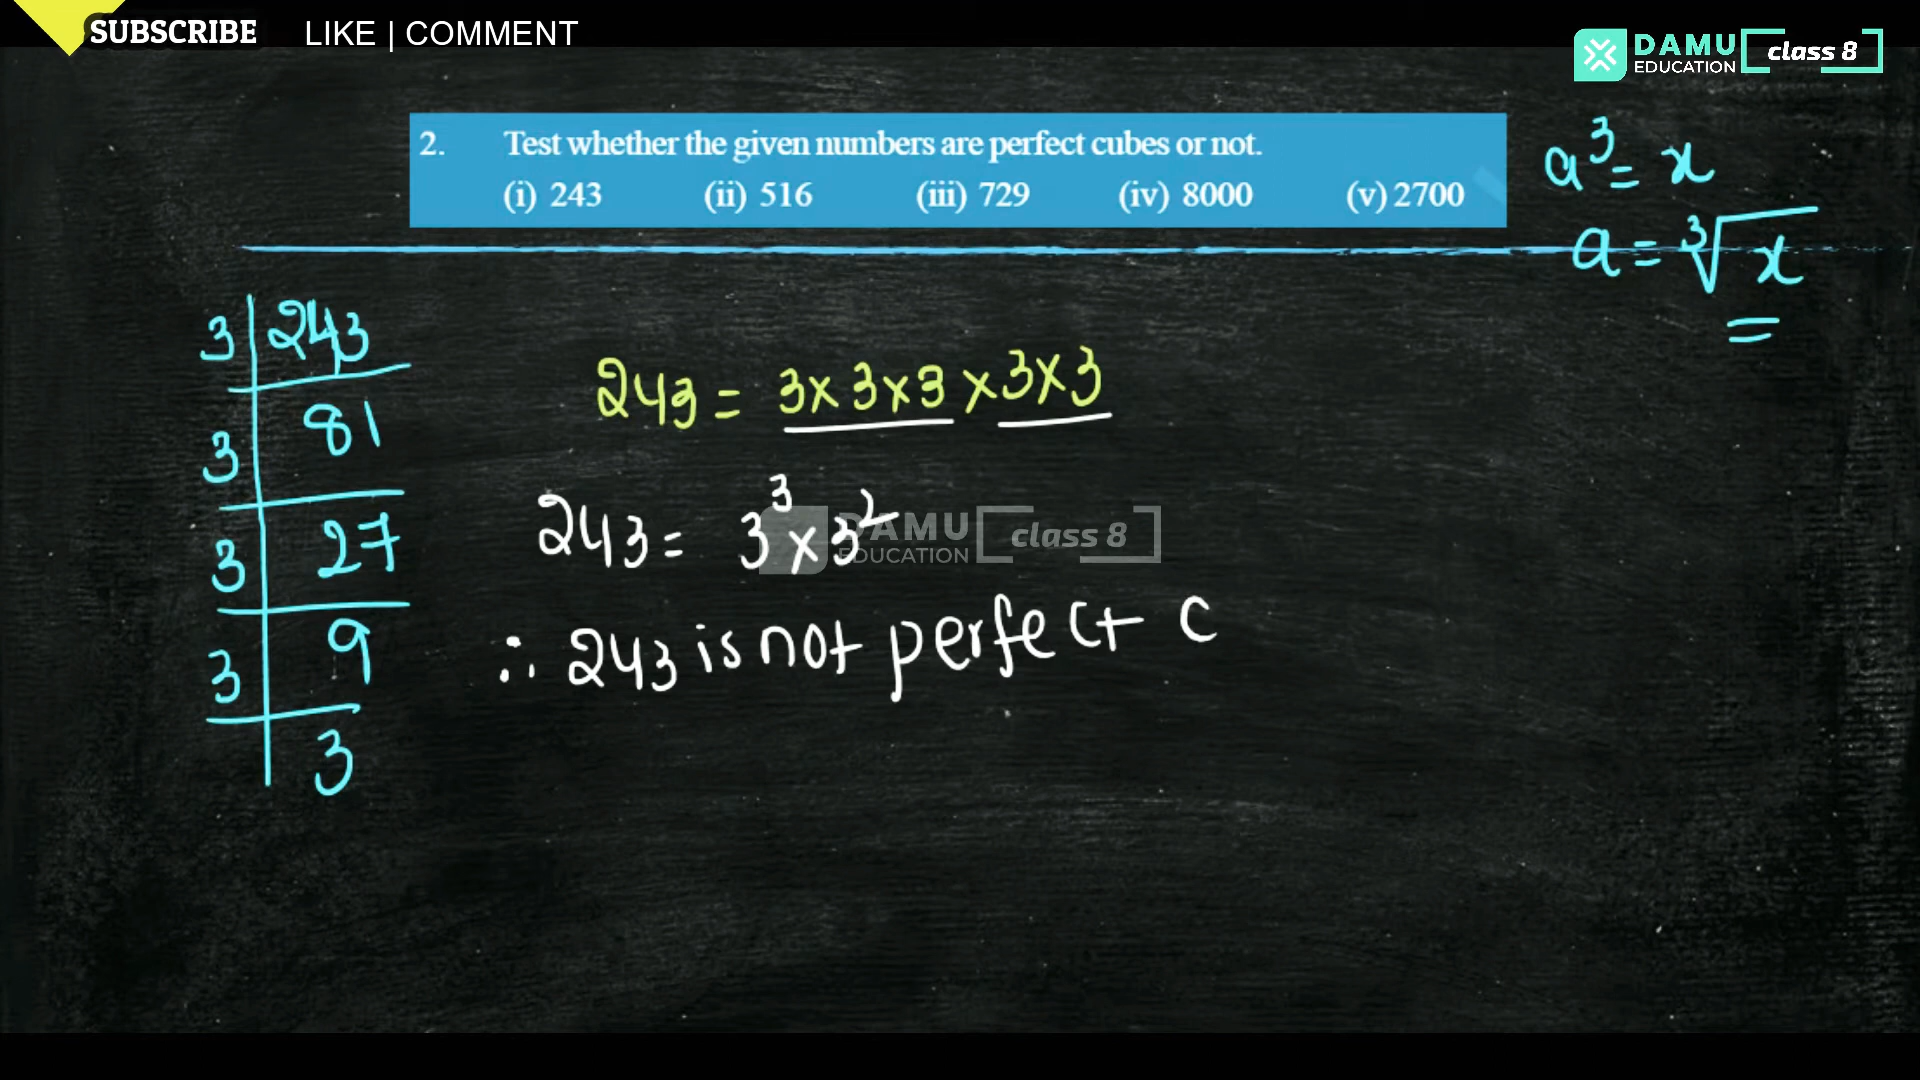 SUBSCRIBE LIKE | COMMENT
DAMU EDUCATION class 8
2. Test whether the given numbers are perfect cubes or not.
(i) 243 (ii) 516 (iii) 729 (iv) 8000 (v) 2700
a³ = x
a = ∛x
=
3 | 243
3 | 81
3 | 27
3 | 9
3
243 = 3 x 3 x 3 x 3 x 3
243 = 3³ x 3²
DAMU EDUCATION class 8
∴ 243 is not perfect c